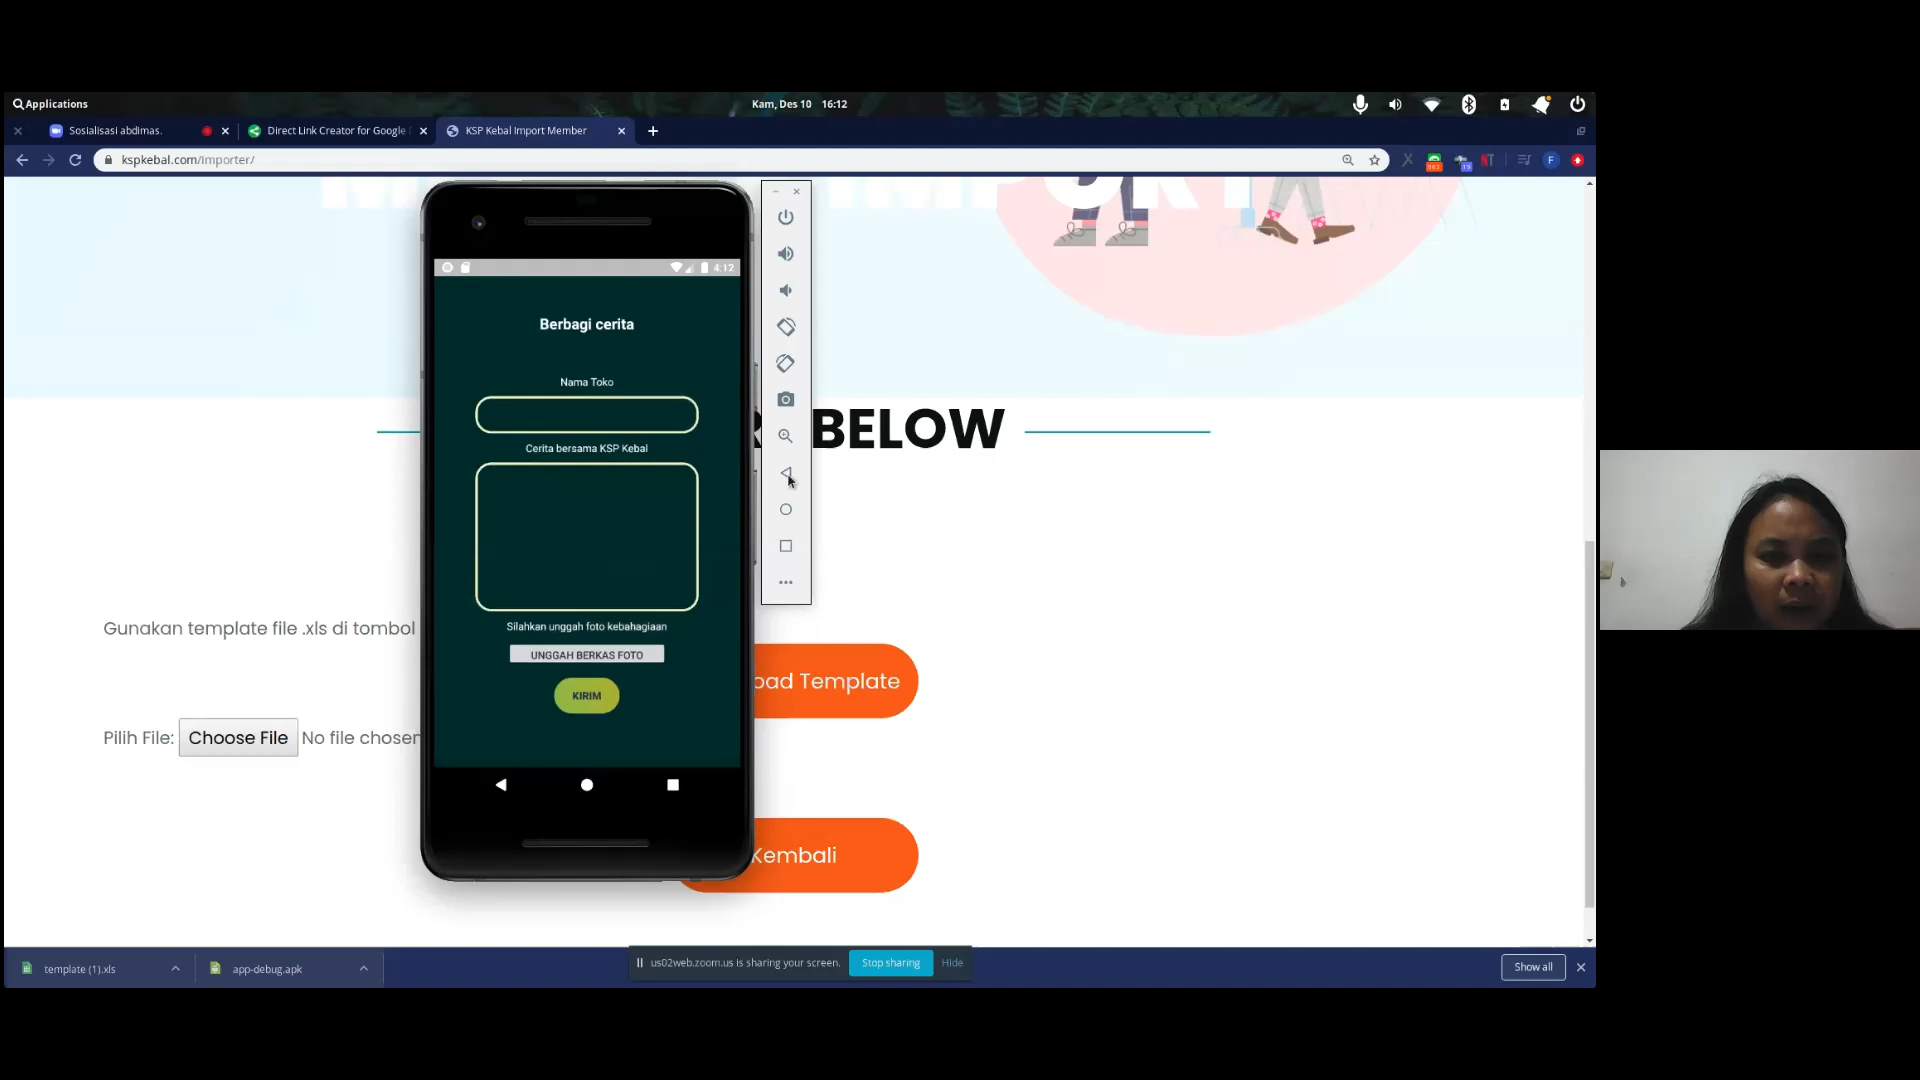 Applications
Kam, Des 10 16:12
Sosialisasi abdimas.
Direct Link Creator for Google
KSP Kebal Import Member
kspkebal.com/importer/
IMPORT
4:12
Berbagi cerita
Nama Toko
Cerita bersama KSP Kebal
Silahkan unggah foto kebahagiaan
UNGGAH BERKAS FOTO
KIRIM
BELOW
Gunakan template file .xls di tombol
oad Template
Pilih File: Choose File No file chosen
Kembali
template (1).xls
app-debug.apk
us02web.zoom.us is sharing your screen.
Stop sharing
Hide
Show all